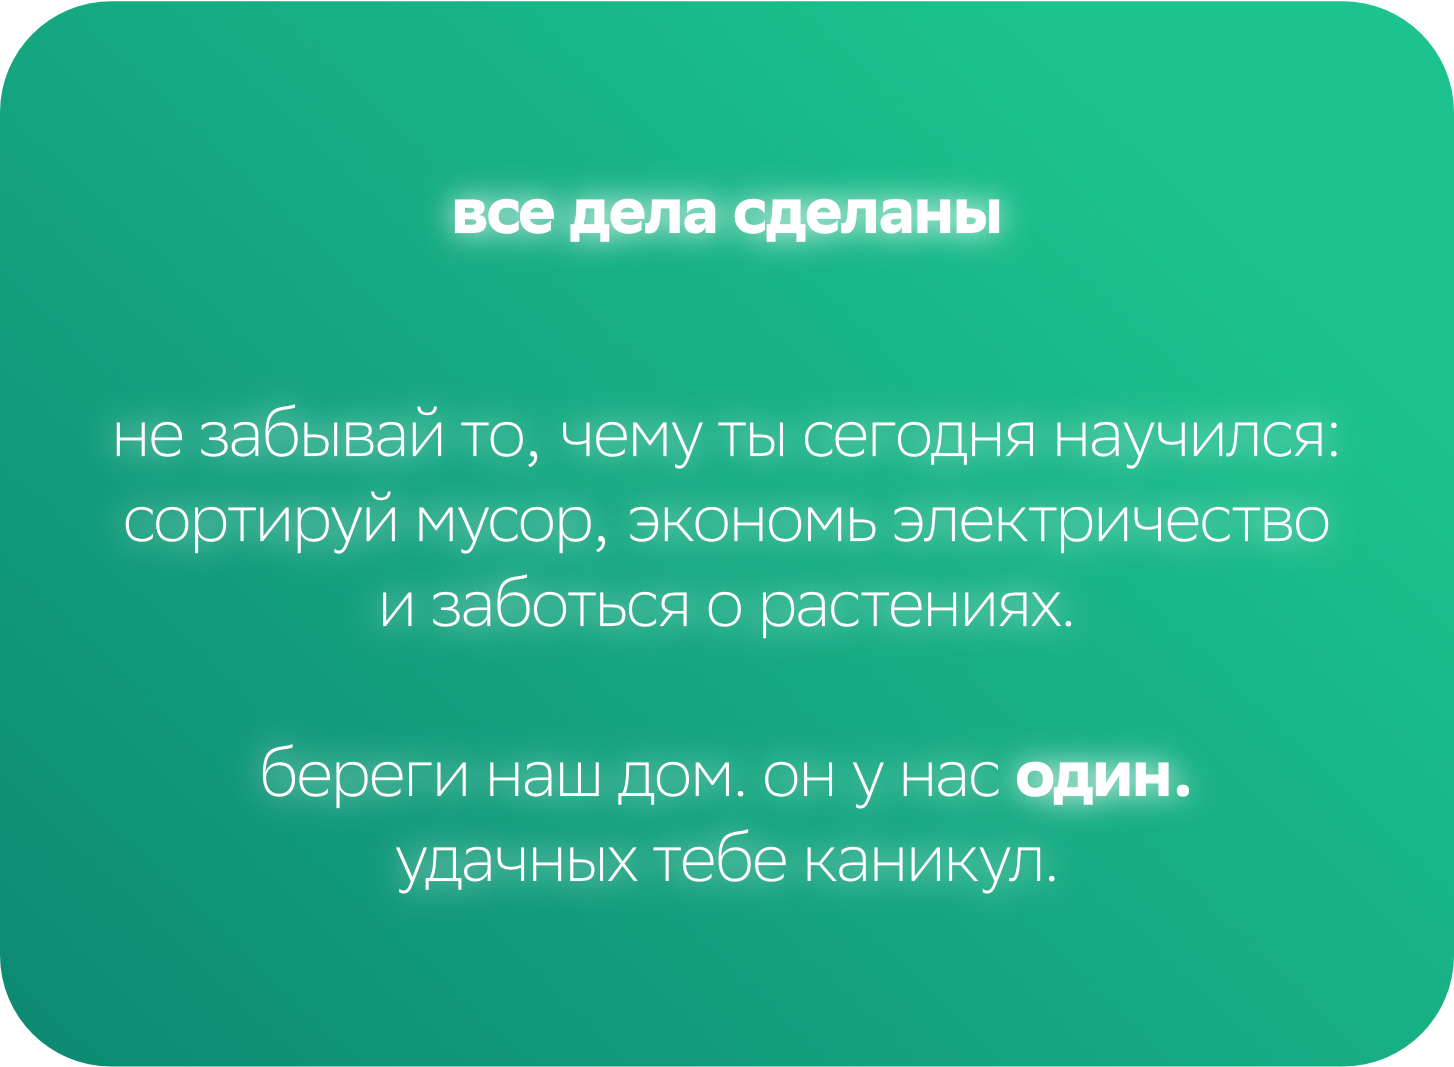 все дела сделаны
не забывай то, чему ты сегодня научился:
сортируй мусор, экономь электричество
и заботься о растениях.
береги наш дом. он у нас один.
удачных тебе каникул.